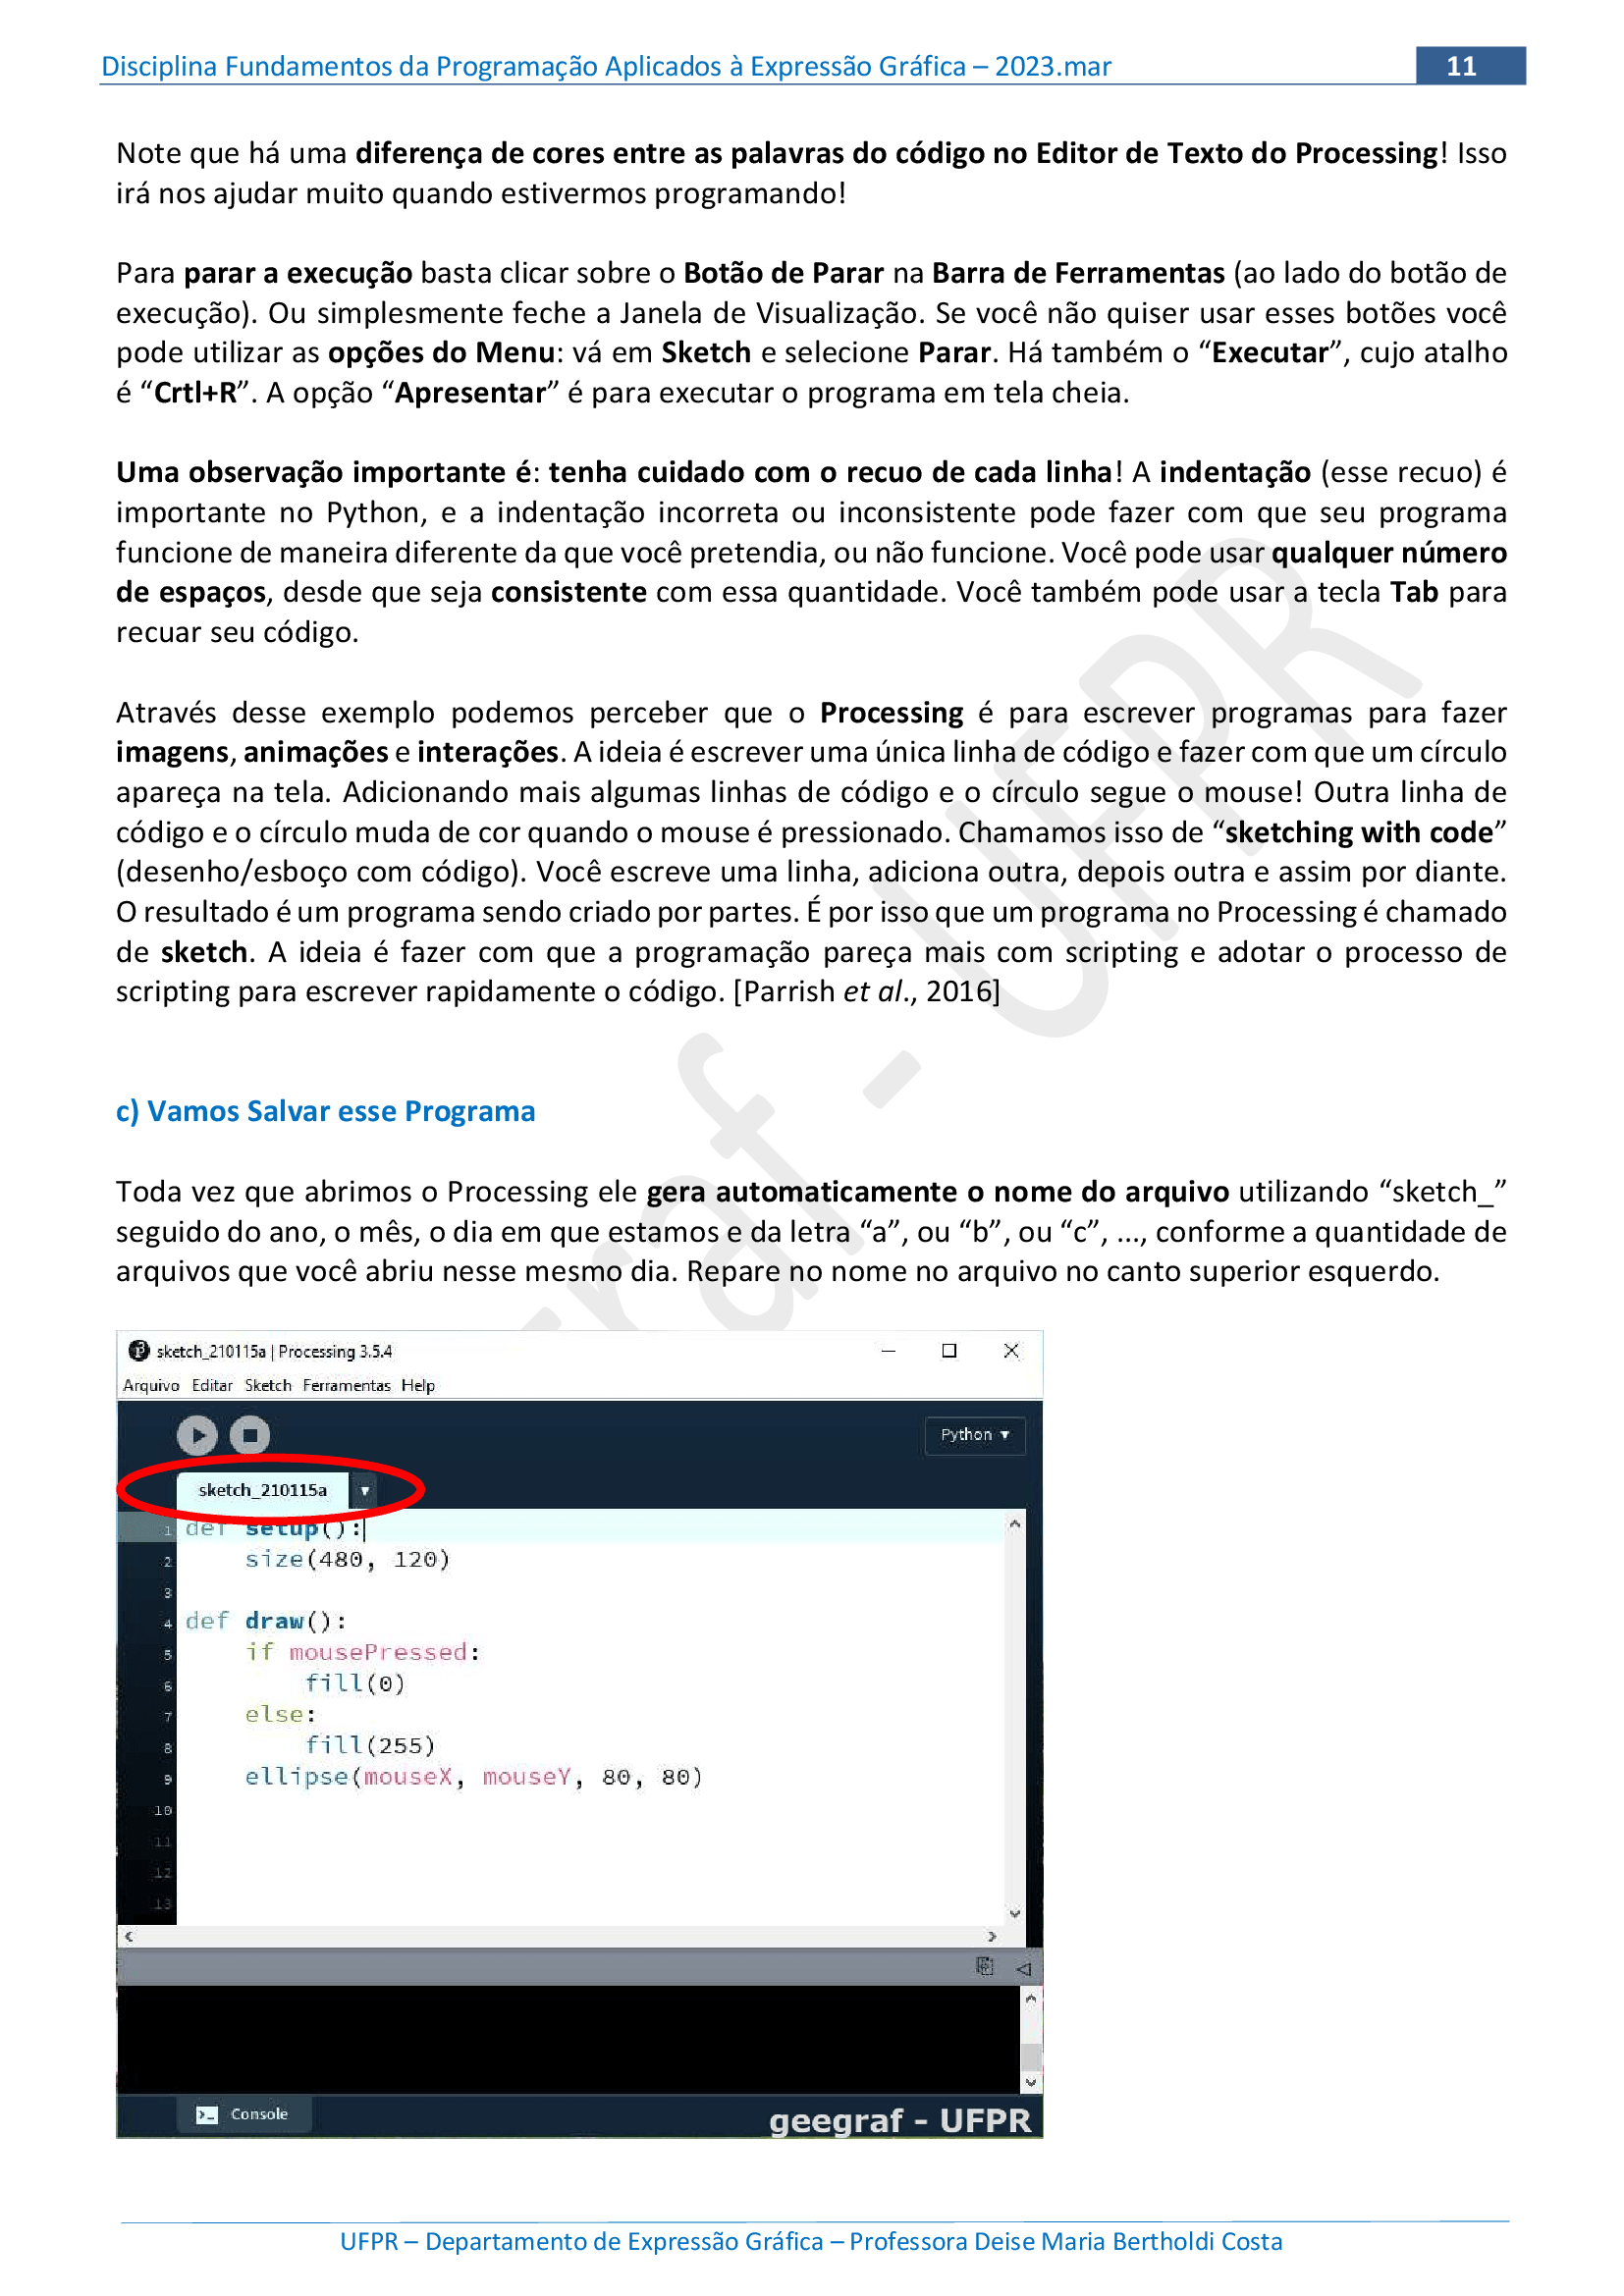 Disciplina Fundamentos da Programação Aplicados à Expressão Gráfica – 2023.mar 11
Note que há uma diferença de cores entre as palavras do código no Editor de Texto do Processing! Isso
irá nos ajudar muito quando estivermos programando!
Para parar a execução basta clicar sobre o Botão de Parar na Barra de Ferramentas (ao lado do botão de
execução). Ou simplesmente feche a Janela de Visualização. Se você não quiser usar esses botões você
pode utilizar as opções do Menu: vá em Sketch e selecione Parar. Há também o “Executar”, cujo atalho
é “Crtl+R”. A opção “Apresentar” é para executar o programa em tela cheia.
Uma observação importante é: tenha cuidado com o recuo de cada linha! A indentação (esse recuo) é
importante no Python, e a indentação incorreta ou inconsistente pode fazer com que seu programa
funcione de maneira diferente da que você pretendia, ou não funcione. Você pode usar qualquer número
de espaços, desde que seja consistente com essa quantidade. Você também pode usar a tecla Tab para
recuar seu código.
Através desse exemplo podemos perceber que o Processing é para escrever programas para fazer
imagens, animações e interações. A ideia é escrever uma única linha de código e fazer com que um círculo
apareça na tela. Adicionando mais algumas linhas de código e o círculo segue o mouse! Outra linha de
código e o círculo muda de cor quando o mouse é pressionado. Chamamos isso de “sketching with code”
(desenho/esboço com código). Você escreve uma linha, adiciona outra, depois outra e assim por diante.
O resultado é um programa sendo criado por partes. É por isso que um programa no Processing é chamado
de sketch. A ideia é fazer com que a programação pareça mais com scripting e adotar o processo de
scripting para escrever rapidamente o código. [Parrish et al., 2016]
c) Vamos Salvar esse Programa
Toda vez que abrimos o Processing ele gera automaticamente o nome do arquivo utilizando “sketch_”
seguido do ano, o mês, o dia em que estamos e da letra “a”, ou “b”, ou “c”, ..., conforme a quantidade de
arquivos que você abriu nesse mesmo dia. Repare no nome no arquivo no canto superior esquerdo.
sketch_210115a | Processing 3.5.4
Arquivo Editar Sketch Ferramentas Help
Python ▼
sketch_210115a ▼
1 def setup():
2 size(480, 120)
3
4 def draw():
5 if mousePressed:
6 fill(0)
7 else:
8 fill(255)
9 ellipse(mouseX, mouseY, 80, 80)
10
11
12
13
Console
geegraf - UFPR
UFPR – Departamento de Expressão Gráfica – Professora Deise Maria Bertholdi Costa
raf - UFPR